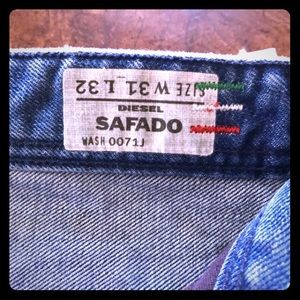 SIZE W 31 L 32
DIESEL
SAFADO
WASH 0071J